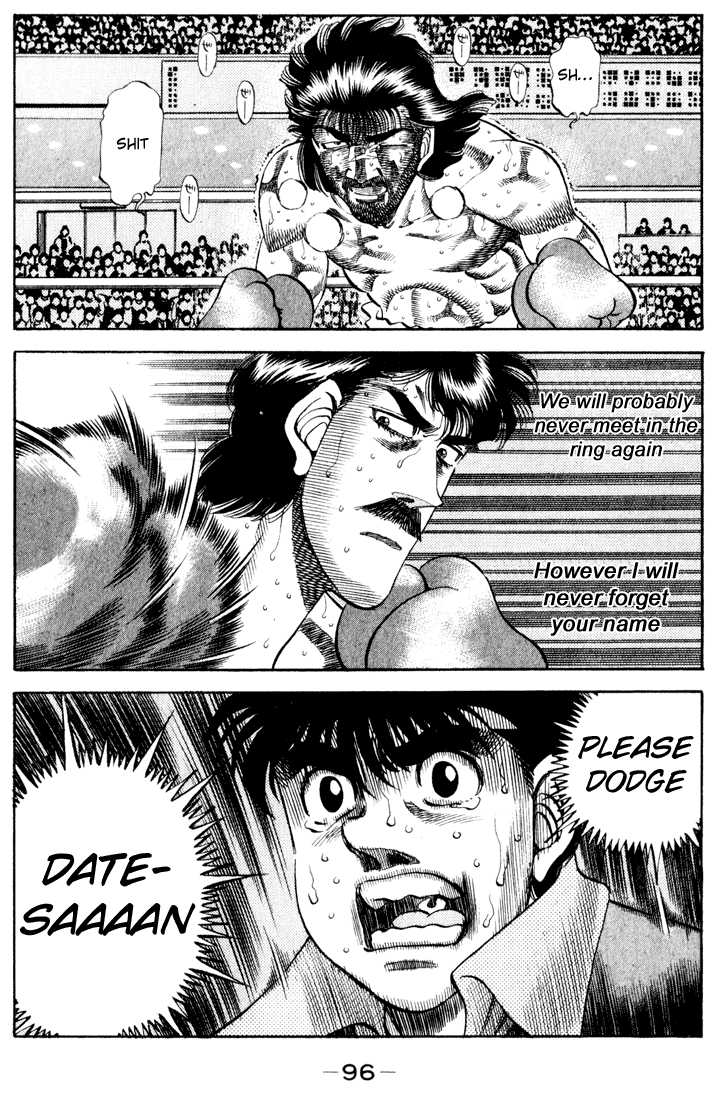 SH...
SHIT
We will probably
never meet in the
ring again
However I will
never forget
your name
PLEASE
DODGE
DATE-
SAAAAN
—96—